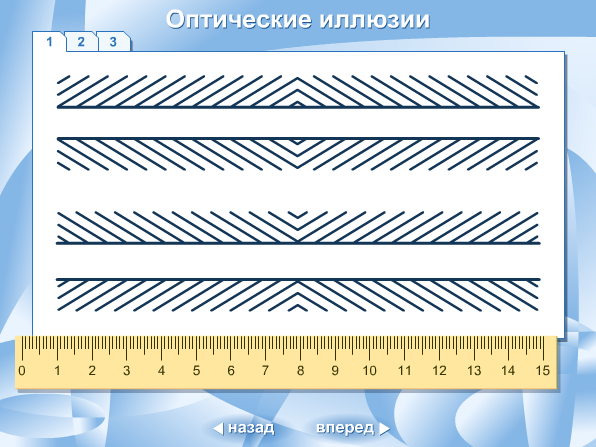 Оптические иллюзии
1 2 3
0 1 2 3 4 5 6 7 8 9 10 11 12 13 14 15
назад вперед